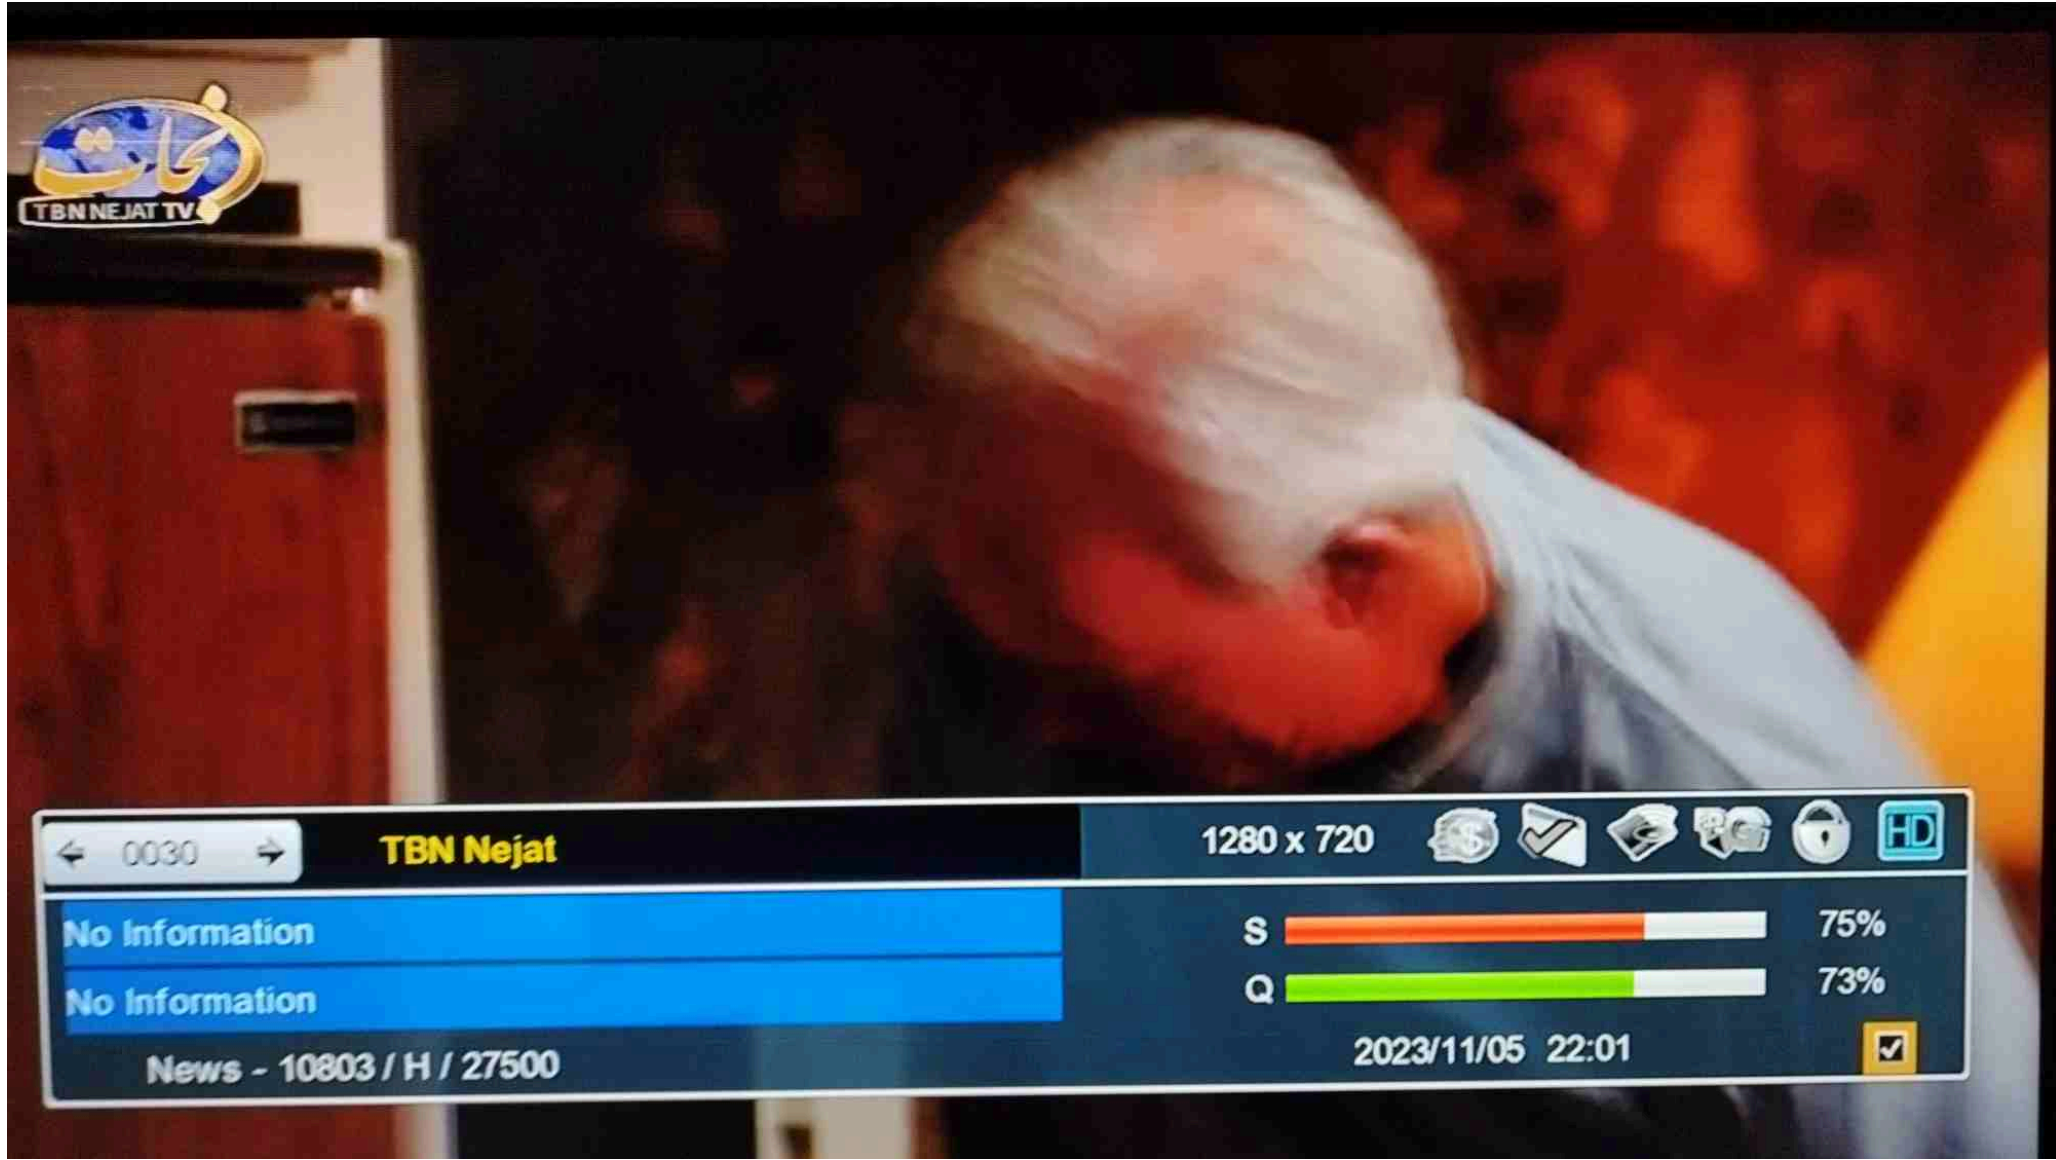 نجات
TBN NEJAT TV
0030
TBN Nejat
1280 x 720
HD
No Information
S 75%
No Information
Q 73%
News - 10803 / H / 27500
2023/11/05 22:01